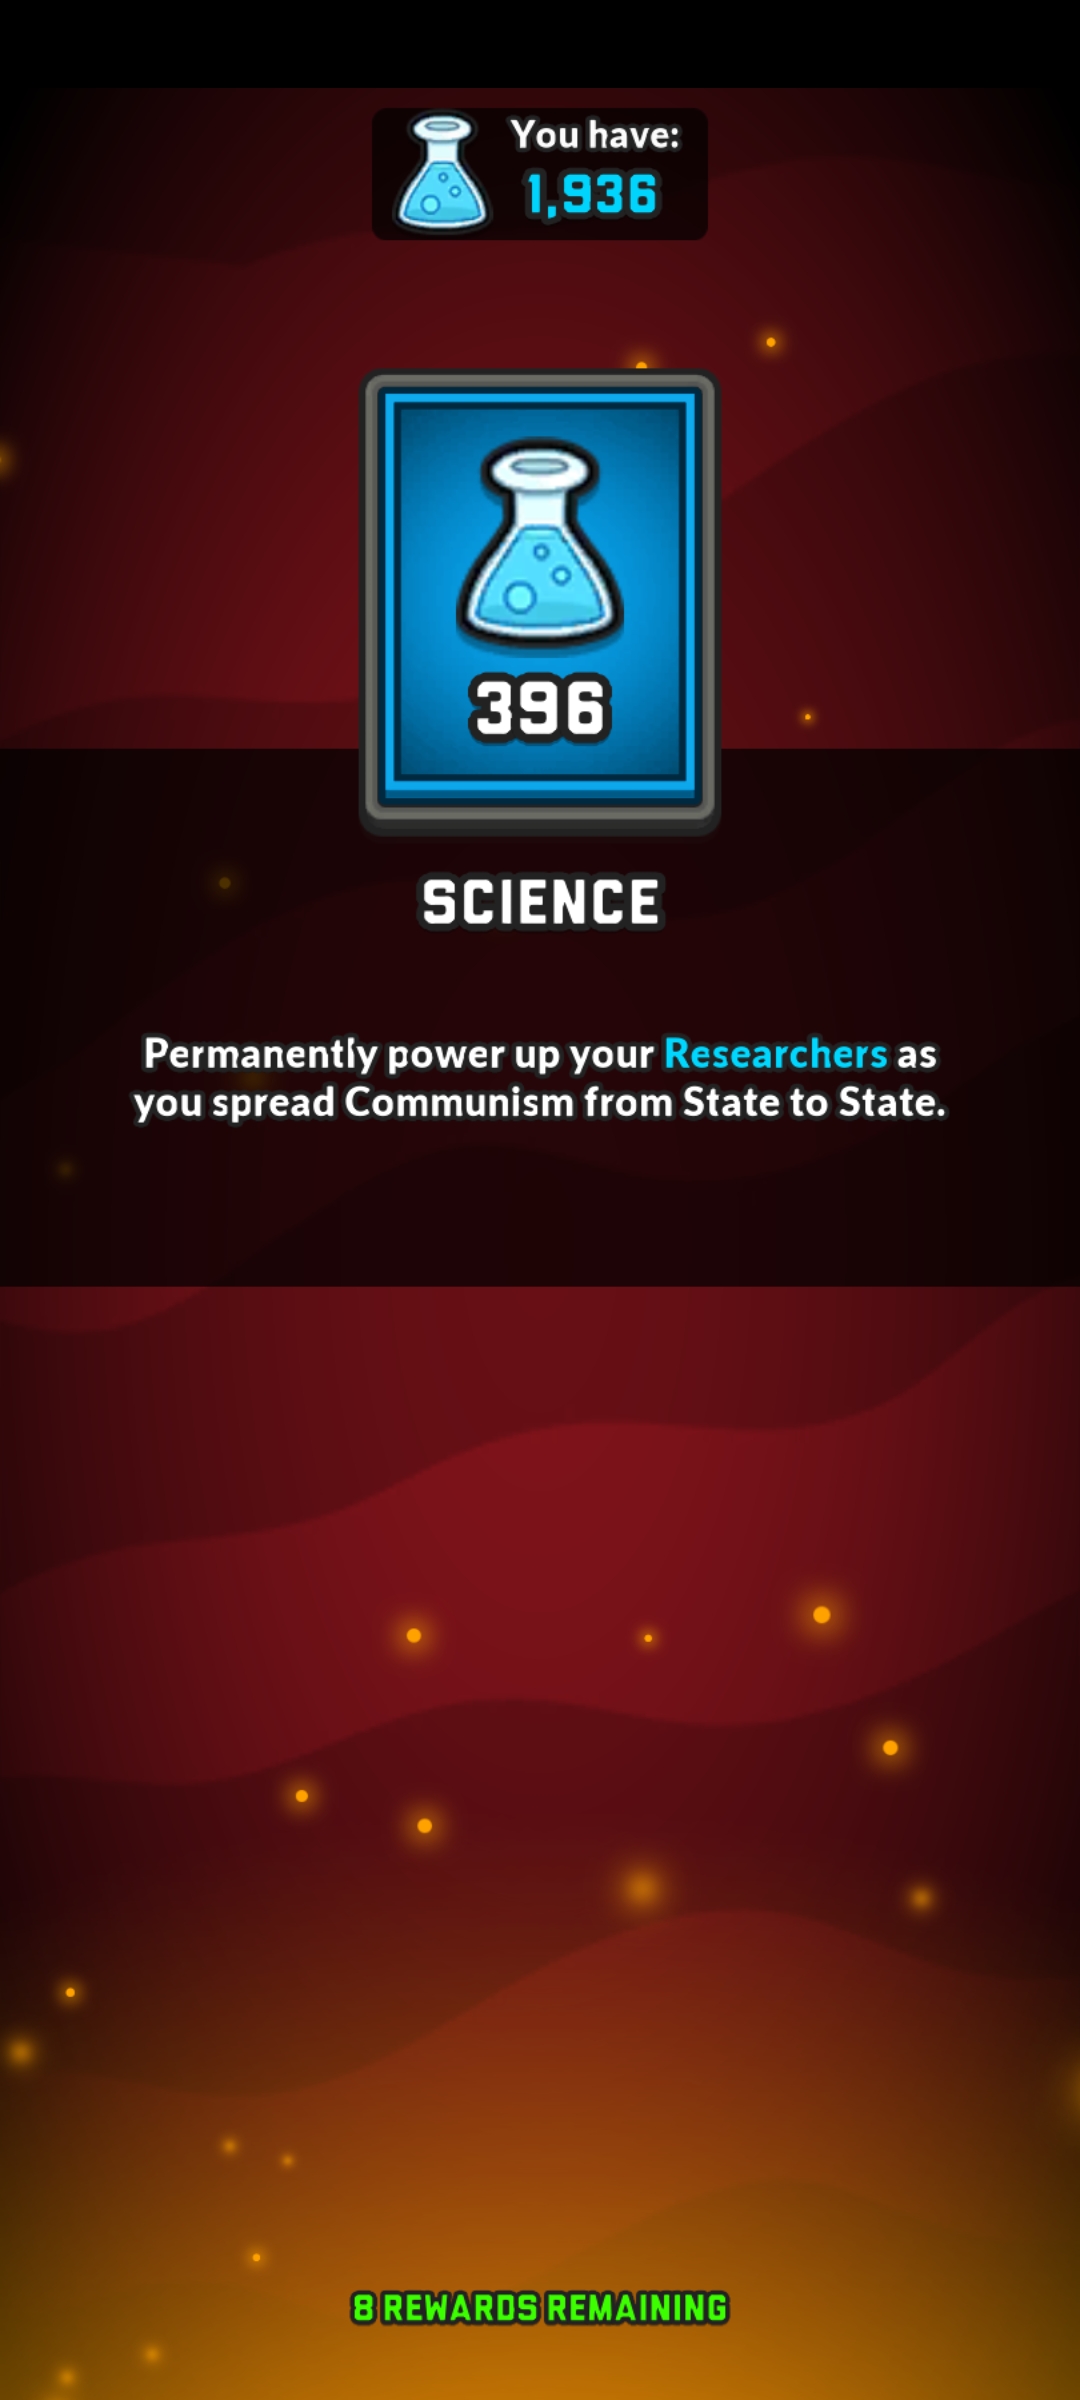 You have:
1,936
396
SCIENCE
Permanently power up your Researchers as
you spread Communism from State to State.
8 REWARDS REMAINING